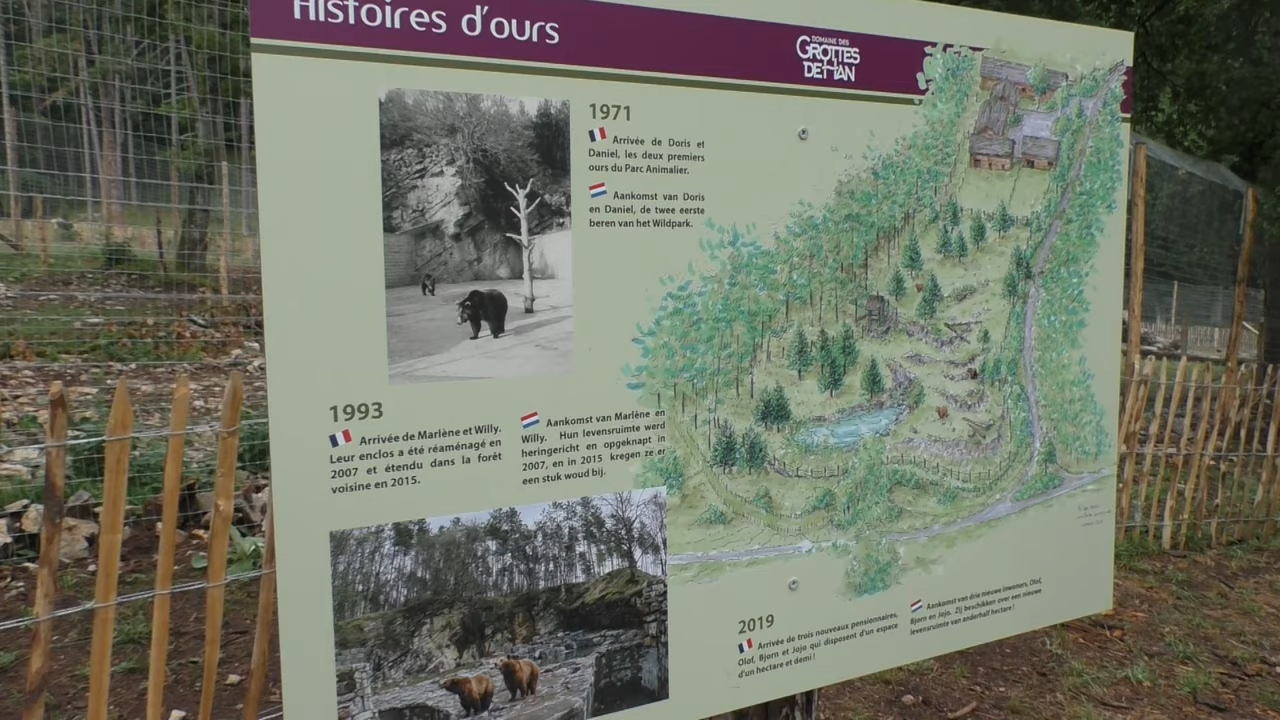 Histoires d'ours
DOMAINE DES
GROTTES
DE HAN
1971
Arrivée de Doris et
Daniel, les deux premiers
ours du Parc Animalier.
Aankomst van Doris
en Daniel, de twee eerste
beren van het Wildpark.
1993
Arrivée de Marlène et Willy.
Leur enclos a été réaménagé en
2007 et étendu dans la forêt
voisine en 2015.
Aankomst van Marlène en
Willy. Hun levensruimte werd
heringericht en opgeknapt in
2007, en in 2015 kregen ze er
een stuk woud bij.
2019
Arrivée de trois nouveaux pensionnaires,
Olof, Bjorn et Jojo qui disposent d'un espace
d'un hectare et demi !
Aankomst van drie nieuwe inwoners, Olof,
Bjorn en Jojo. Zij beschikken over een nieuwe
levensruimte van anderhalf hectare !